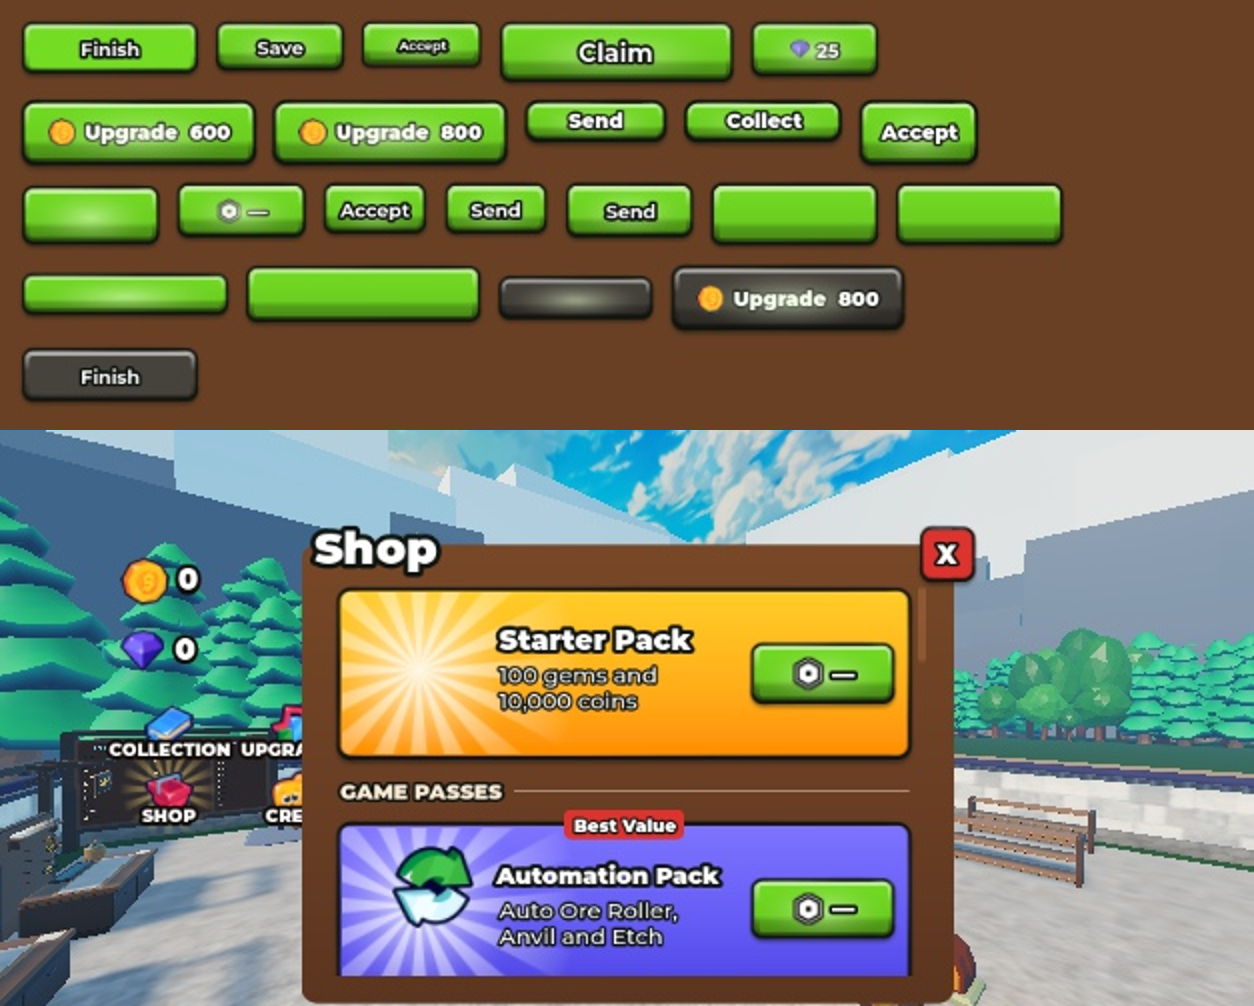 Finish
Save
Accept
Claim
25
Upgrade 600
Upgrade 800
Send
Collect
Accept
—
Accept
Send
Send
Upgrade 800
Finish
Shop
X
0
0
Starter Pack
100 gems and
10,000 coins
—
COLLECTION
UPGRA
SHOP
CRE
GAME PASSES
Best Value
Automation Pack
Auto Ore Roller,
Anvil and Etch
—